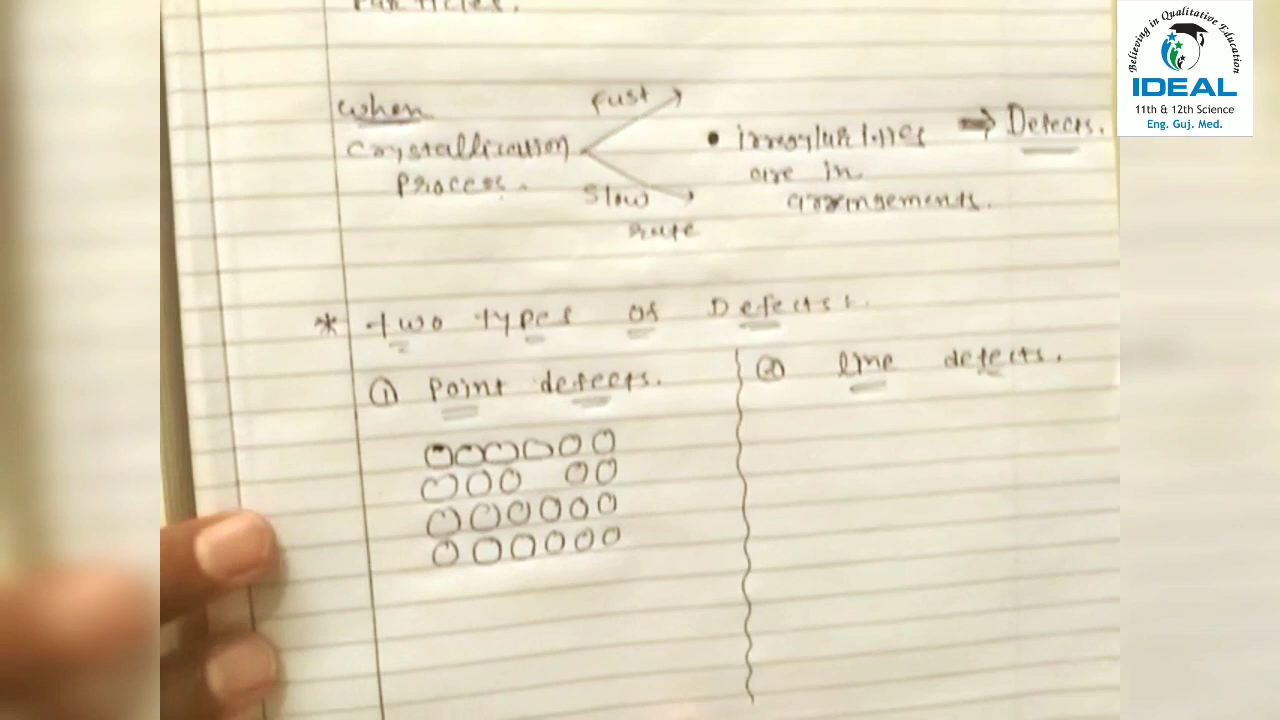 Particles.
When
Fast
Crystallization
process.
Slow
rate
• irregularities
are in
arrangements.
⇒ Defects.
* two types of Defects:
① Point defects.
② line defects.
Believing in Qualitative Education
IDEAL
11th & 12th Science
Eng. Guj. Med.